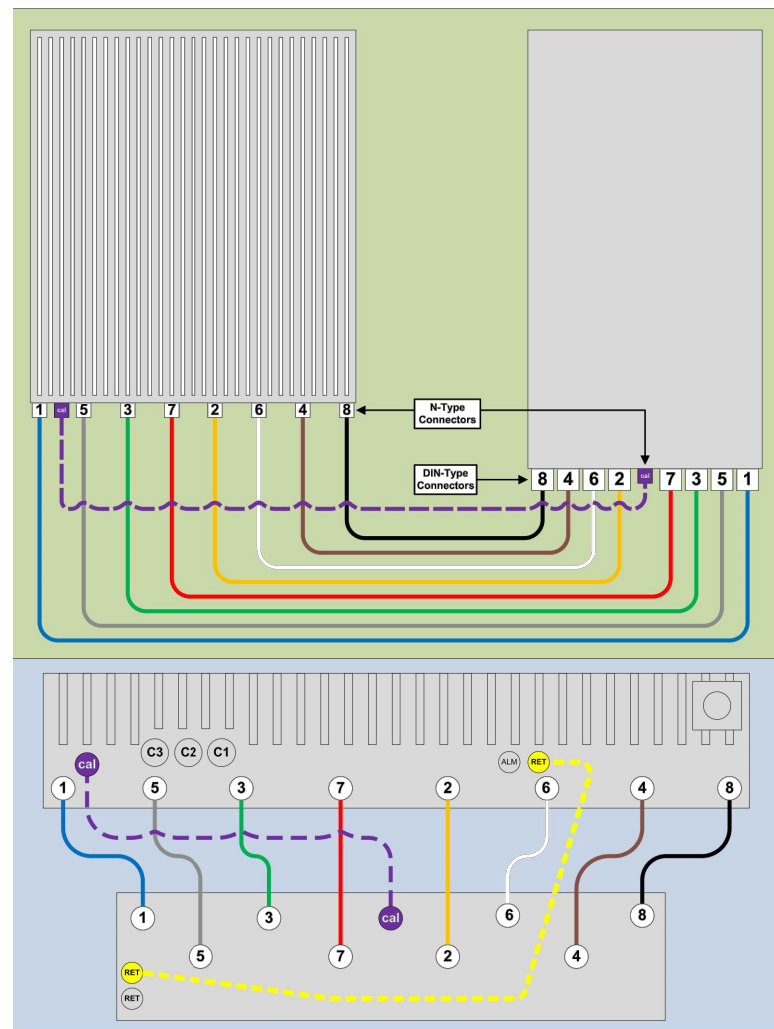 1 cal 5 3 7 2 6 4 8
N-Type
Connectors
DIN-Type
Connectors
8 4 6 2 cal 7 3 5 1
C3 C2 C1
ALM RET
cal
1 5 3 7 2 6 4 8
1 3 cal 6 8
5 7 2 4
RET
RET